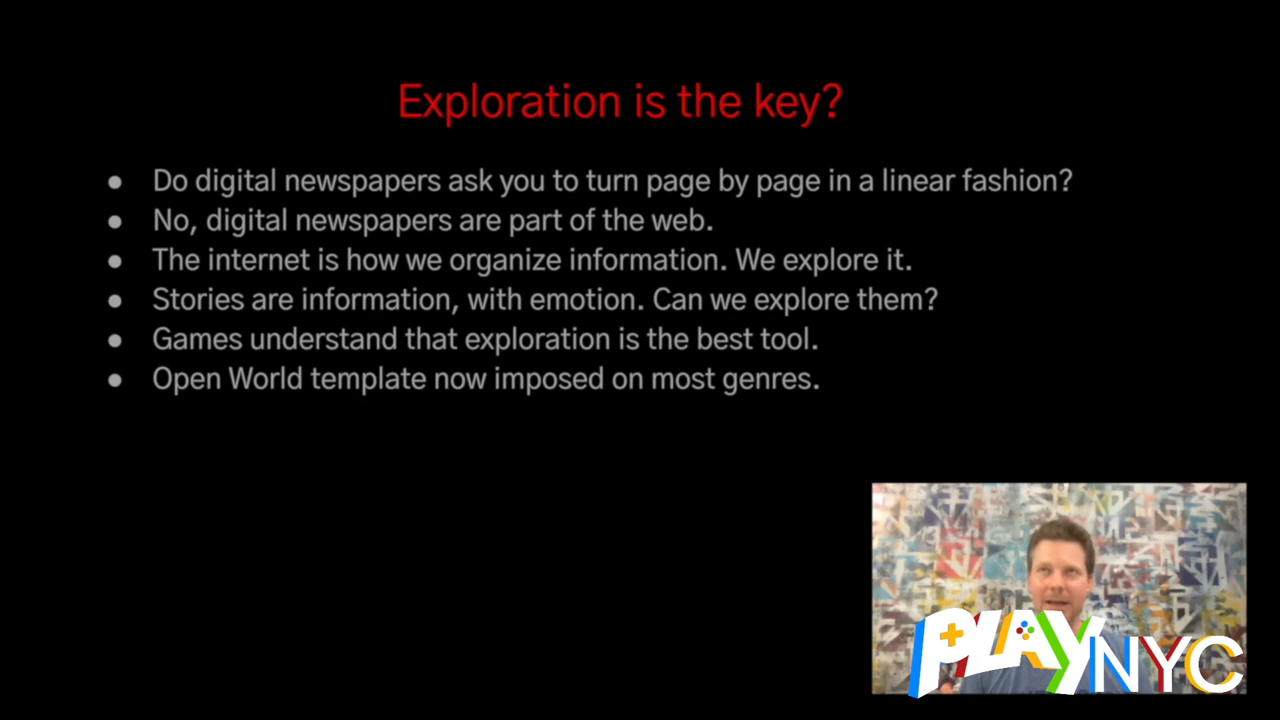 Exploration is the key?
● Do digital newspapers ask you to turn page by page in a linear fashion?
● No, digital newspapers are part of the web.
● The internet is how we organize information. We explore it.
● Stories are information, with emotion. Can we explore them?
● Games understand that exploration is the best tool.
● Open World template now imposed on most genres.
PLAYNYC